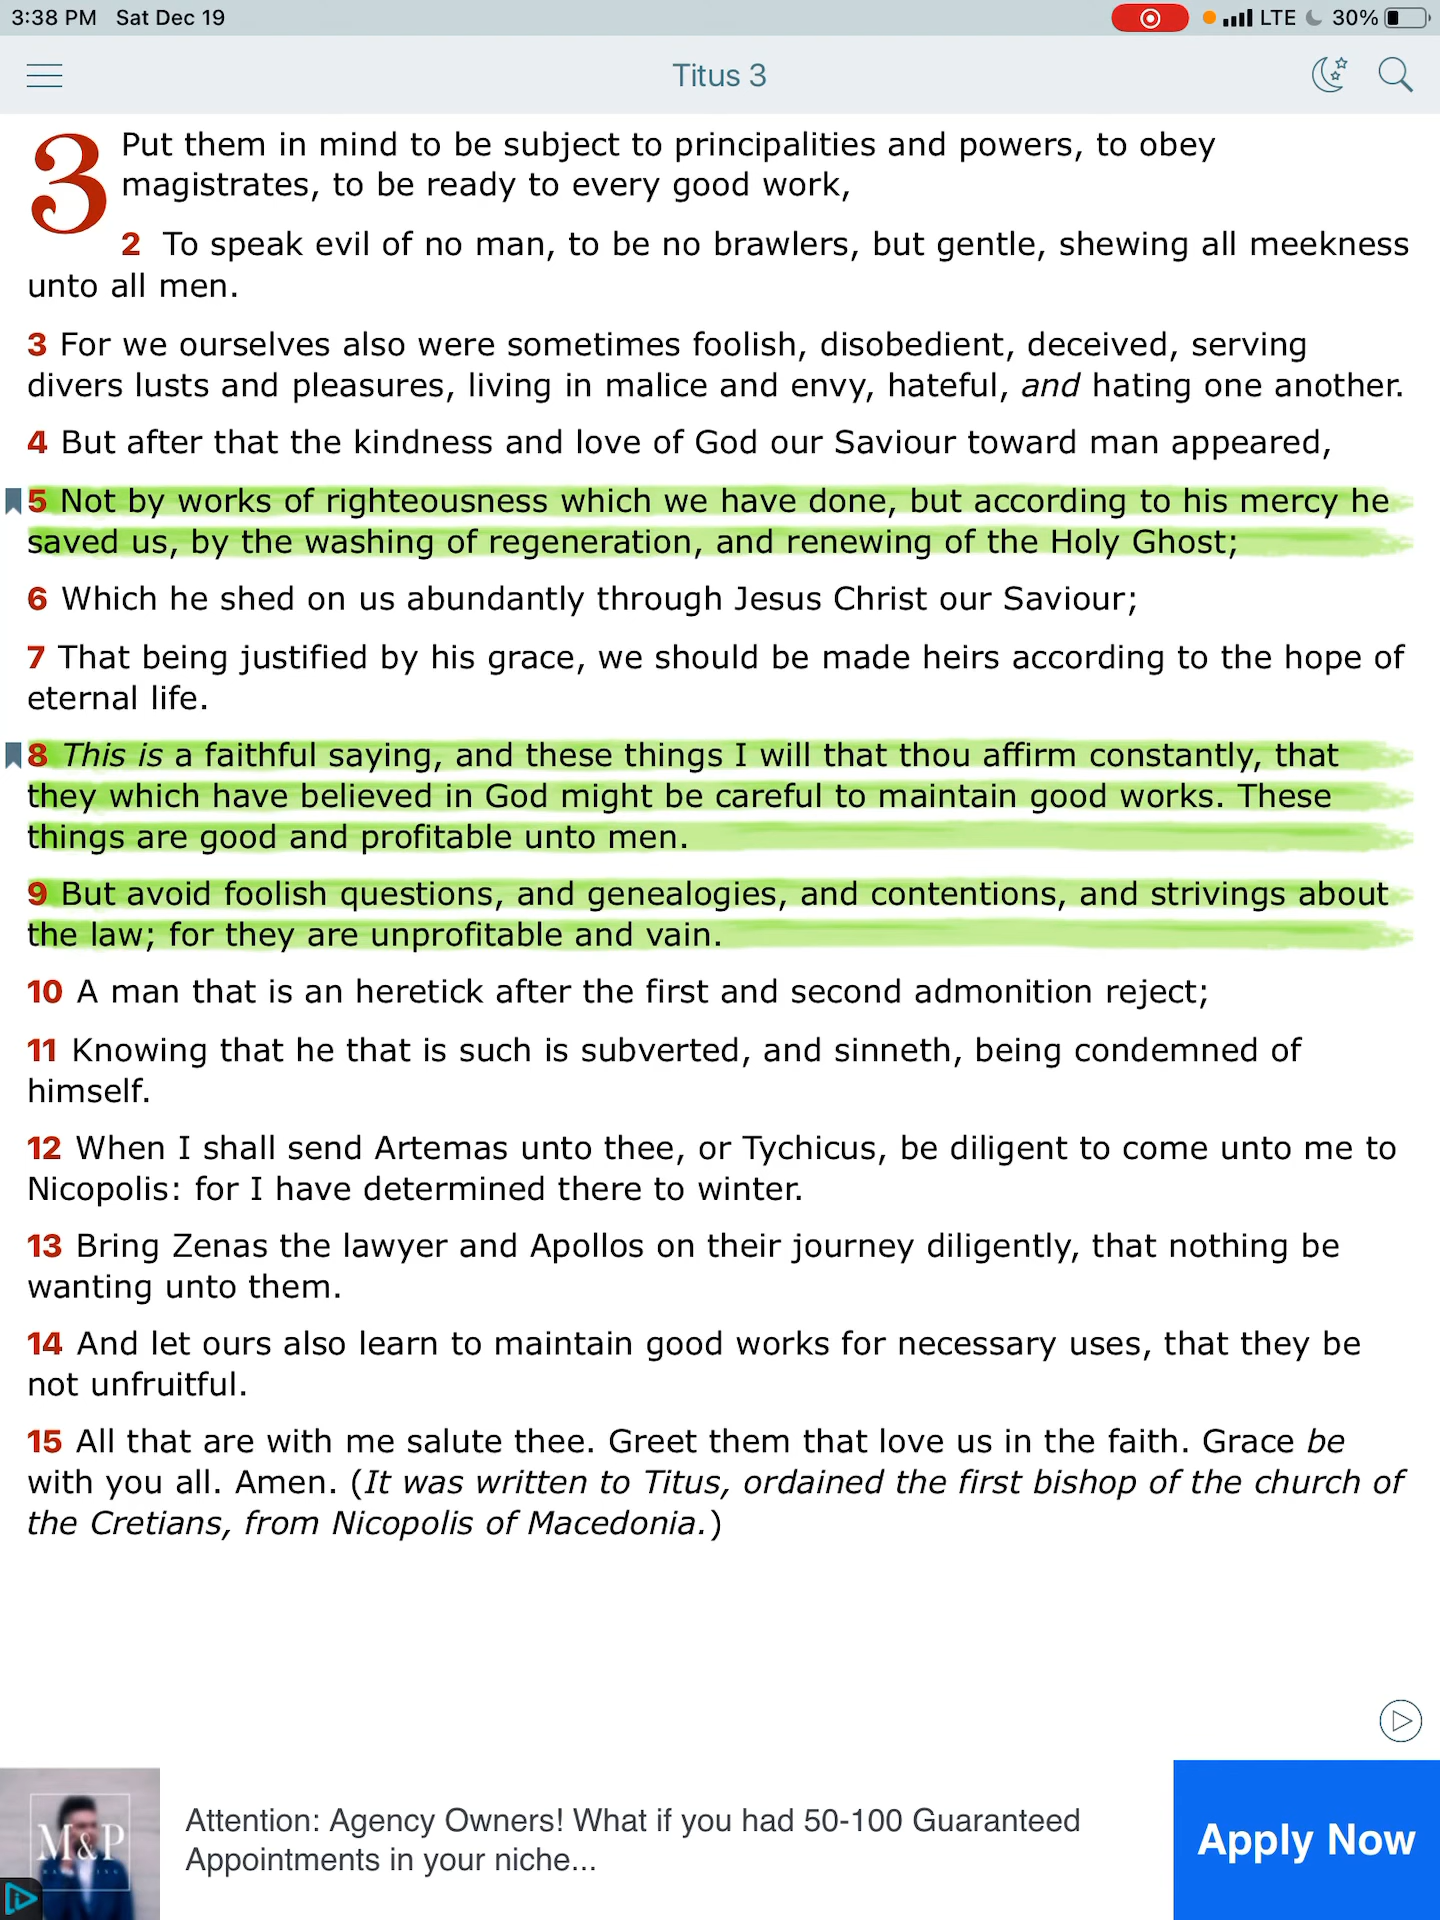 3:38 PM Sat Dec 19 LTE 30%
Titus 3
3 Put them in mind to be subject to principalities and powers, to obey
magistrates, to be ready to every good work,
2 To speak evil of no man, to be no brawlers, but gentle, shewing all meekness
unto all men.
3 For we ourselves also were sometimes foolish, disobedient, deceived, serving
divers lusts and pleasures, living in malice and envy, hateful, and hating one another.
4 But after that the kindness and love of God our Saviour toward man appeared,
5 Not by works of righteousness which we have done, but according to his mercy he
saved us, by the washing of regeneration, and renewing of the Holy Ghost;
6 Which he shed on us abundantly through Jesus Christ our Saviour;
7 That being justified by his grace, we should be made heirs according to the hope of
eternal life.
8 This is a faithful saying, and these things I will that thou affirm constantly, that
they which have believed in God might be careful to maintain good works. These
things are good and profitable unto men.
9 But avoid foolish questions, and genealogies, and contentions, and strivings about
the law; for they are unprofitable and vain.
10 A man that is an heretick after the first and second admonition reject;
11 Knowing that he that is such is subverted, and sinneth, being condemned of
himself.
12 When I shall send Artemas unto thee, or Tychicus, be diligent to come unto me to
Nicopolis: for I have determined there to winter.
13 Bring Zenas the lawyer and Apollos on their journey diligently, that nothing be
wanting unto them.
14 And let ours also learn to maintain good works for necessary uses, that they be
not unfruitful.
15 All that are with me salute thee. Greet them that love us in the faith. Grace be
with you all. Amen. (It was written to Titus, ordained the first bishop of the church of
the Cretians, from Nicopolis of Macedonia.)
M&P
Attention: Agency Owners! What if you had 50-100 Guaranteed
Appointments in your niche...
Apply Now